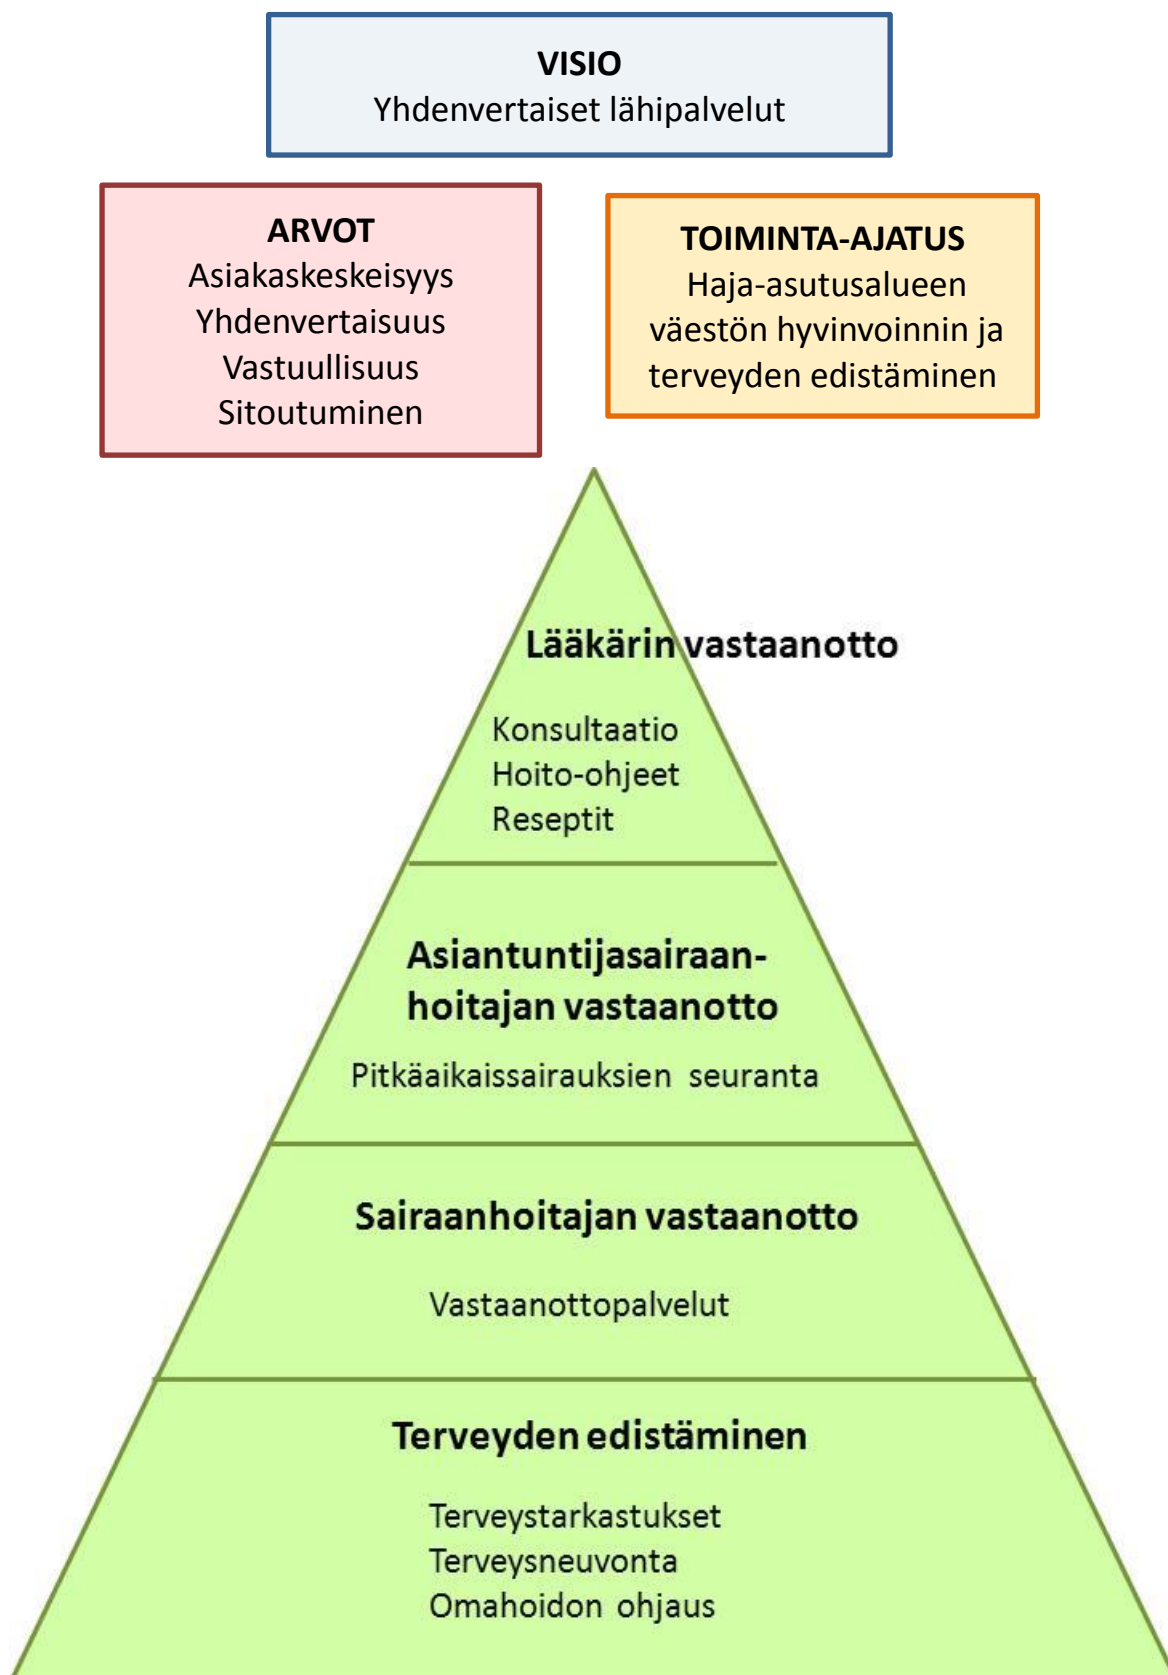 VISIO
Yhdenvertaiset lähipalvelut
ARVOT
Asiakaskeskeisyys
Yhdenvertaisuus
Vastuullisuus
Sitoutuminen
TOIMINTA-AJATUS
Haja-asutusalueen
väestön hyvinvoinnin ja
terveyden edistäminen
Lääkärin vastaanotto
Konsultaatio
Hoito-ohjeet
Reseptit
Asiantuntijasairaan-
hoitajan vastaanotto
Pitkäaikaissairauksien seuranta
Sairaanhoitajan vastaanotto
Vastaanottopalvelut
Terveyden edistäminen
Terveystarkastukset
Terveysneuvonta
Omahoidon ohjaus